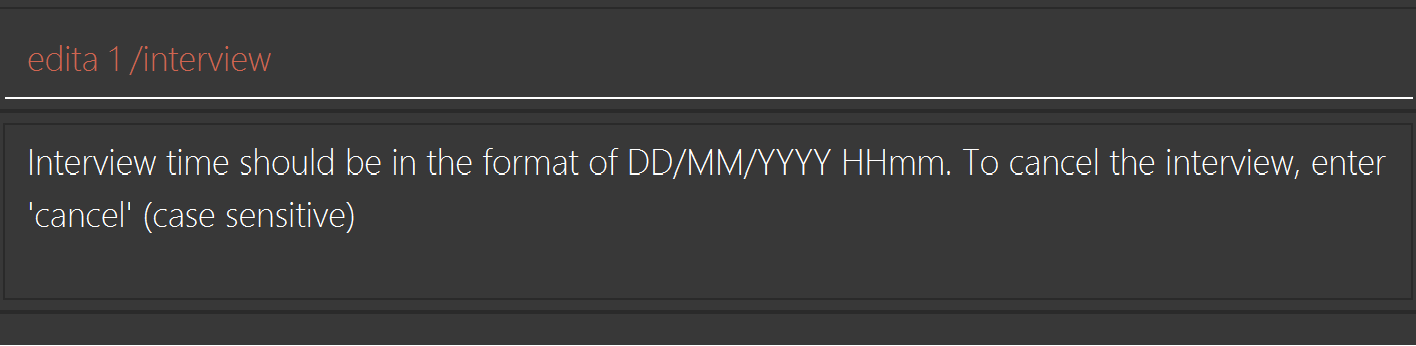 edita 1 /interview
Interview time should be in the format of DD/MM/YYYY HHmm. To cancel the interview, enter
'cancel' (case sensitive)